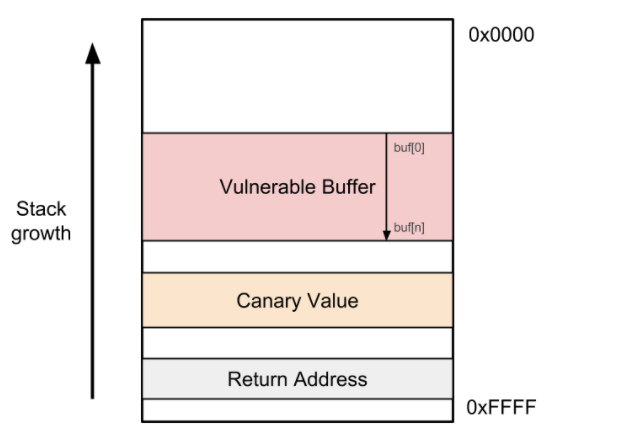 0x0000
buf[0]
Vulnerable Buffer
Stack
growth
buf[n]
Canary Value
Return Address
0xFFFF